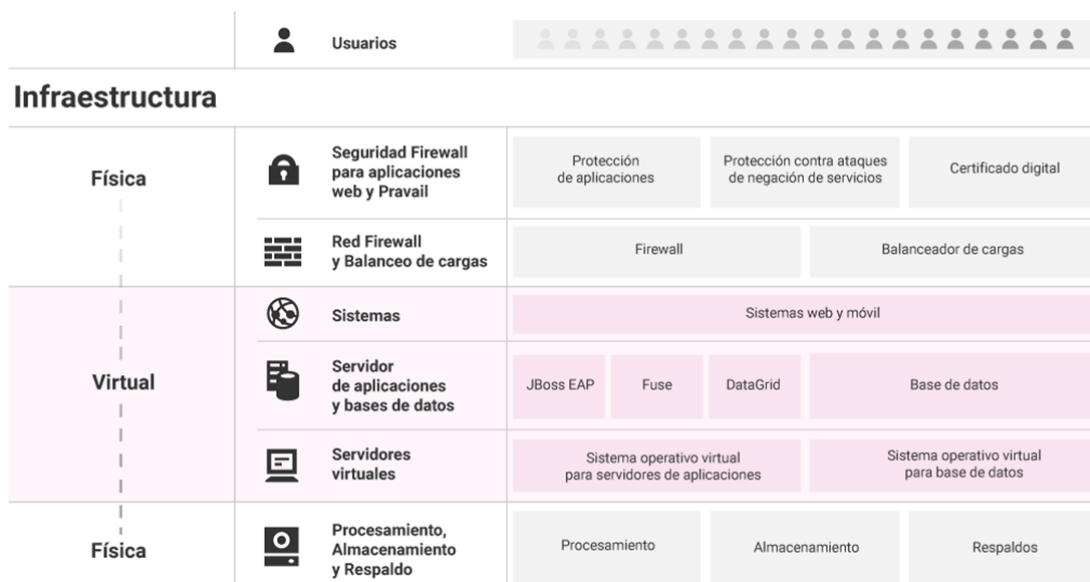 Usuarios
Infraestructura
Física
Seguridad Firewall
para aplicaciones
web y Pravail
Protección
de aplicaciones
Protección contra ataques
de negación de servicios
Certificado digital
Red Firewall
y Balanceo de cargas
Firewall
Balanceador de cargas
Virtual
Sistemas
Sistemas web y móvil
Servidor
de aplicaciones
y bases de datos
JBoss EAP
Fuse
DataGrid
Base de datos
Servidores
virtuales
Sistema operativo virtual
para servidores de aplicaciones
Sistema operativo virtual
para base de datos
Física
Procesamiento,
Almacenamiento
y Respaldo
Procesamiento
Almacenamiento
Respaldos